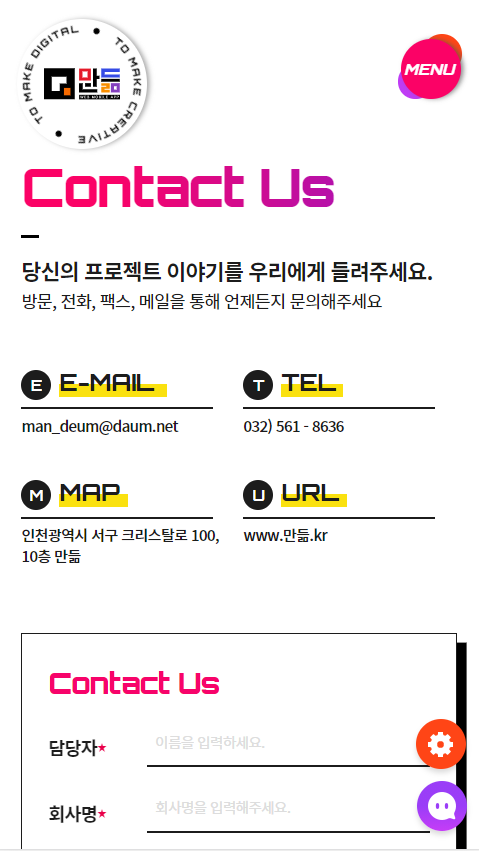 TO MAKE DIGITAL
TO MAKE CREATIVE
만듦
WEB MOBILE APP
MENU
Contact Us
당신의 프로젝트 이야기를 우리에게 들려주세요.
방문, 전화, 팩스, 메일을 통해 언제든지 문의해주세요
E E-MAIL
T TEL
man_deum@daum.net
032) 561 - 8636
M MAP
U URL
인천광역시 서구 크리스탈로 100,
10층 만듦
www.만듦.kr
Contact Us
담당자★
이름을 입력하세요.
회사명★
회사명을 입력해주세요.